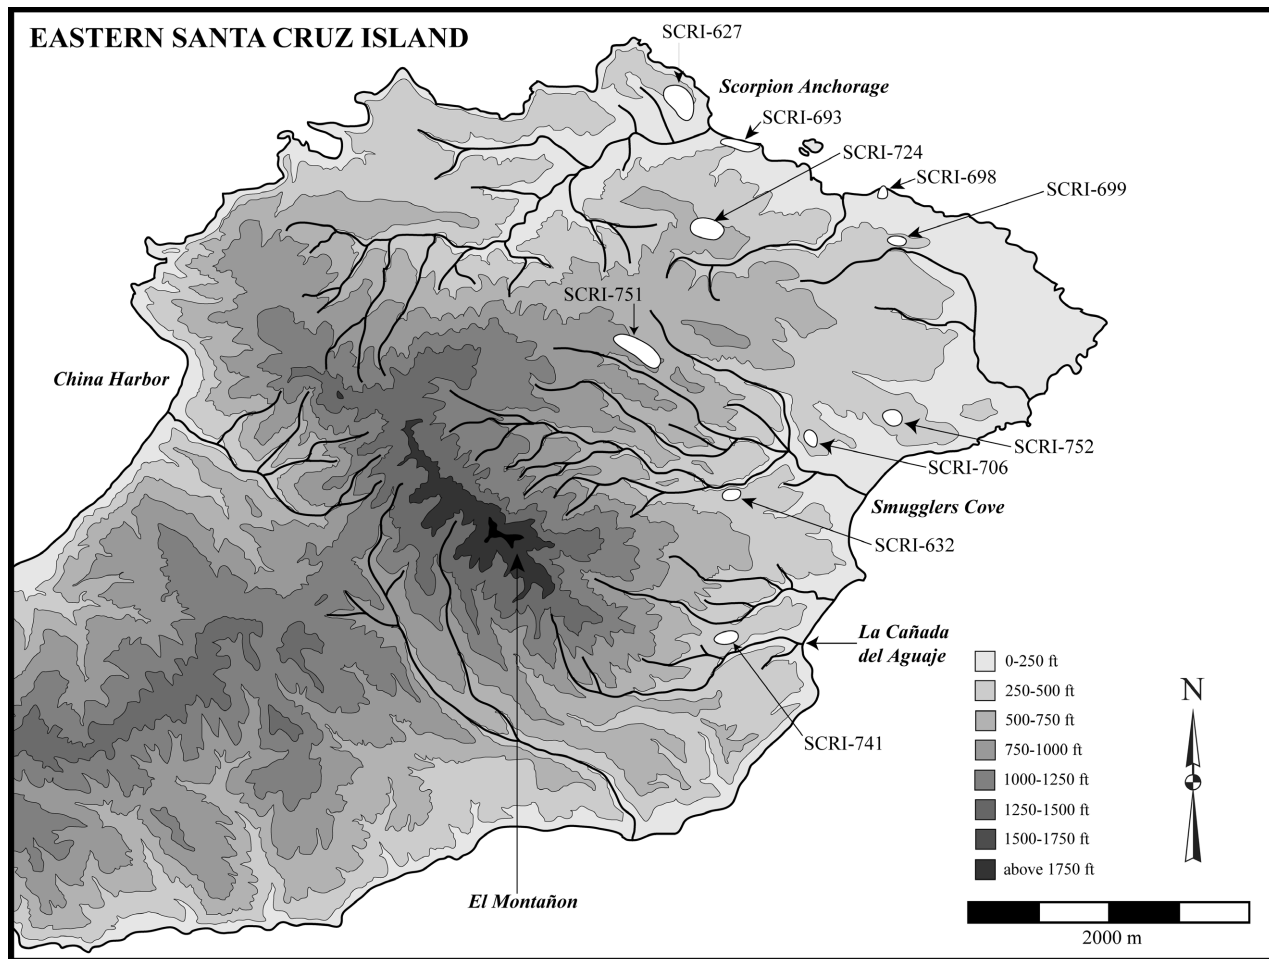 EASTERN SANTA CRUZ ISLAND
SCRI-627
Scorpion Anchorage
SCRI-693
SCRI-724
SCRI-698
SCRI-699
SCRI-751
China Harbor
SCRI-752
SCRI-706
Smugglers Cove
SCRI-632
La Cañada
del Aguaje
SCRI-741
El Montañon
0-250 ft
250-500 ft
500-750 ft
750-1000 ft
1000-1250 ft
1250-1500 ft
1500-1750 ft
above 1750 ft
N
2000 m